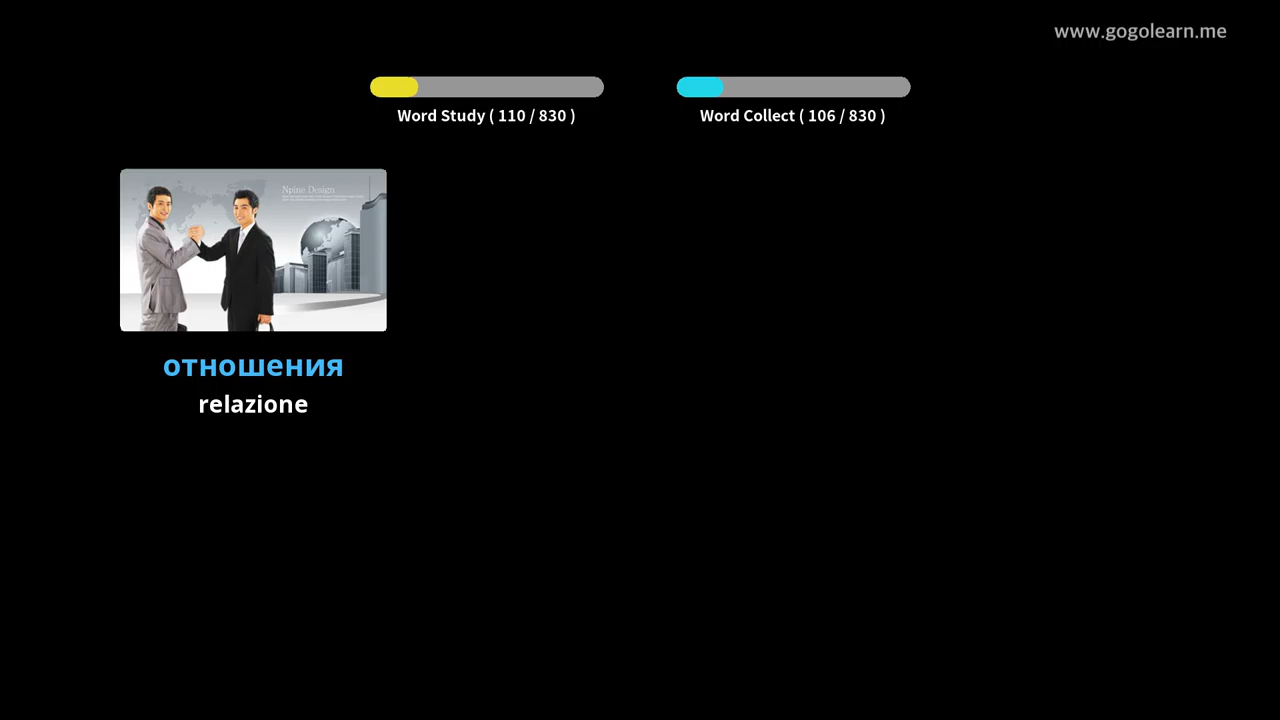 www.gogolearn.me
Word Study ( 110 / 830 )
Word Collect ( 106 / 830 )
Npine Design
отношения
relazione